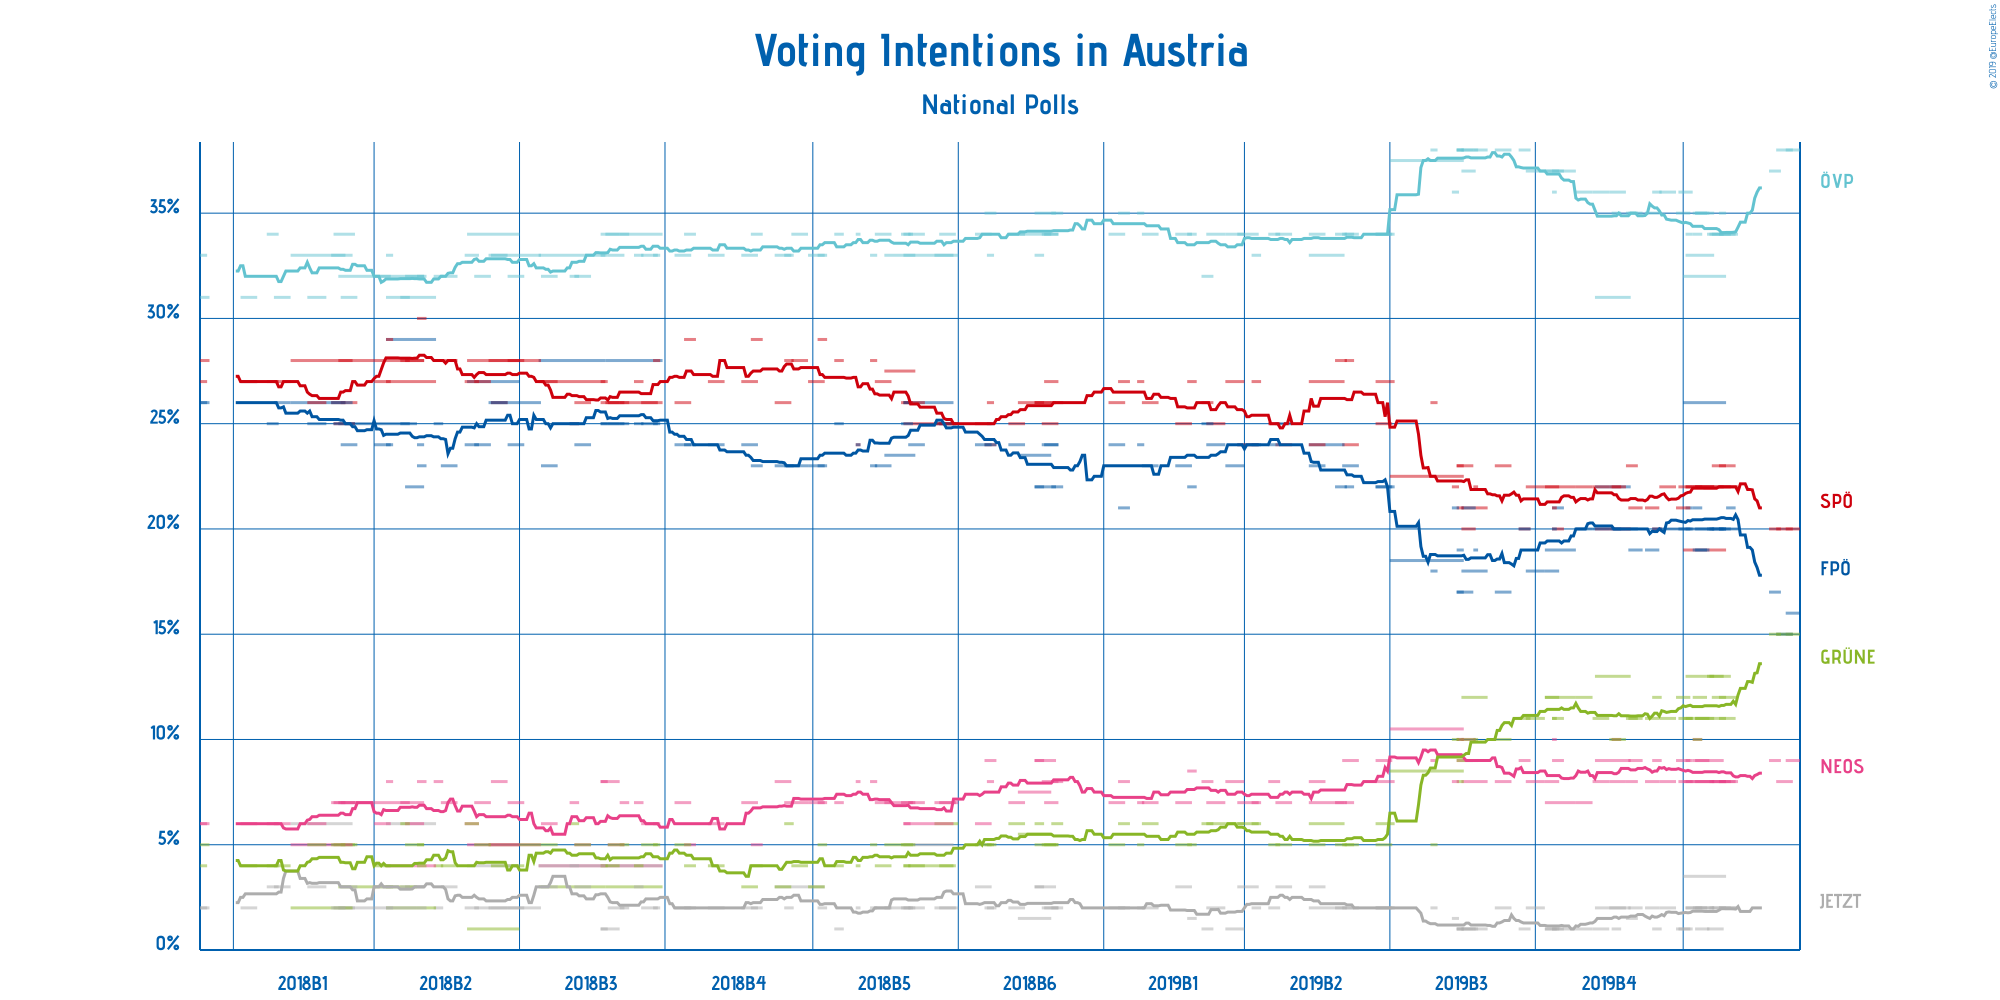 © 2019 @EuropeElects
Voting Intentions in Austria
National Polls
35%
30%
25%
20%
15%
10%
5%
0%
ÖVP
SPÖ
FPÖ
GRÜNE
NEOS
JETZT
2018B1 2018B2 2018B3 2018B4 2018B5 2018B6 2019B1 2019B2 2019B3 2019B4